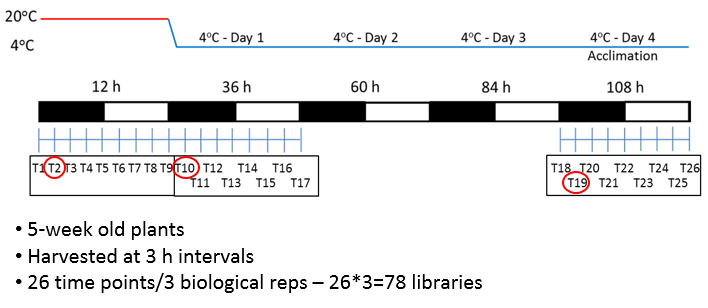 20°C
4°C
4°C - Day 1 4°C - Day 2 4°C - Day 3 4°C - Day 4
Acclimation
12 h 36 h 60 h 84 h 108 h
T1 T2 T3 T4 T5 T6 T7 T8 T9 T10 T12 T14 T16 T18 T20 T22 T24 T26
T11 T13 T15 T17 T19 T21 T23 T25
• 5-week old plants
• Harvested at 3 h intervals
• 26 time points/3 biological reps – 26*3=78 libraries